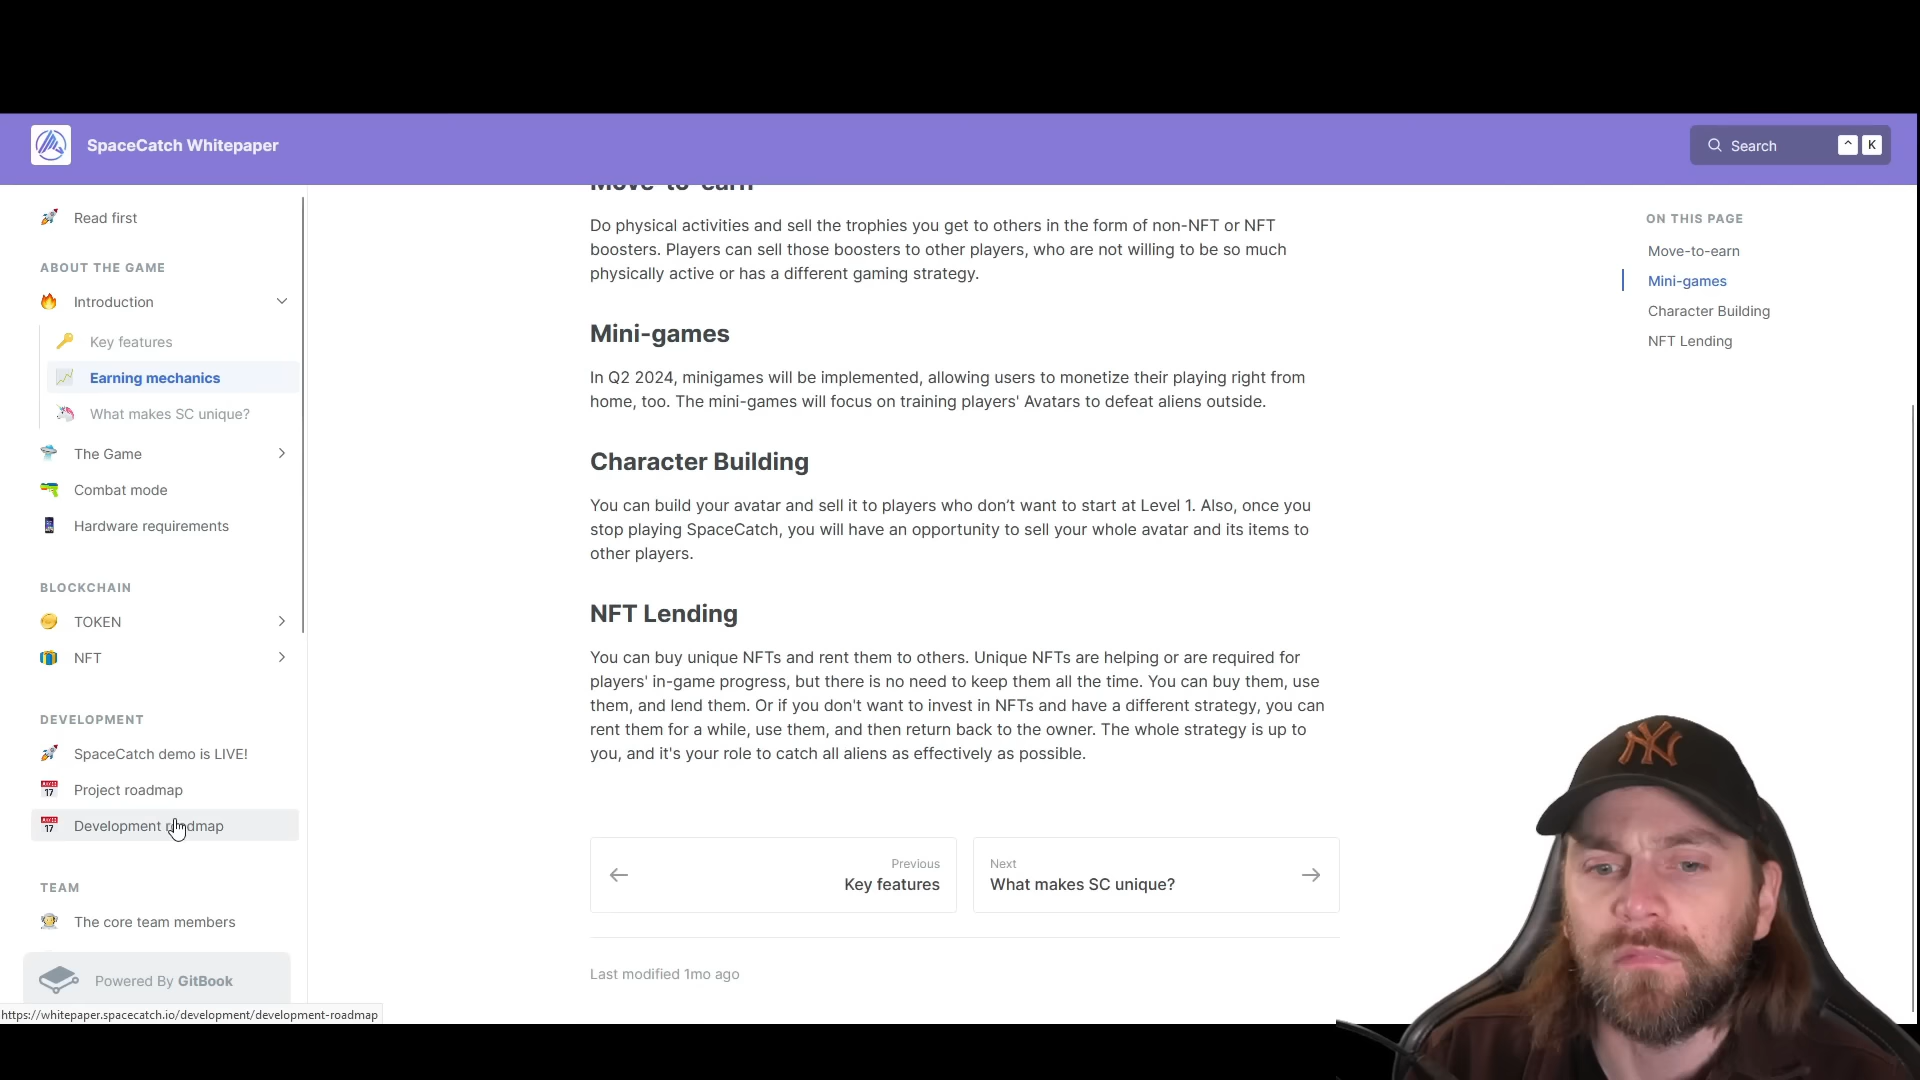 SpaceCatch Whitepaper
Search
^ K
Read first
ABOUT THE GAME
Introduction
Key features
Earning mechanics
What makes SC unique?
The Game
Combat mode
Hardware requirements
BLOCKCHAIN
TOKEN
NFT
DEVELOPMENT
SpaceCatch demo is LIVE!
Project roadmap
Development roadmap
TEAM
The core team members
Powered By GitBook
https://whitepaper.spacecatch.io/development/development-roadmap
Move-to-earn
Do physical activities and sell the trophies you get to others in the form of non-NFT or NFT
boosters. Players can sell those boosters to other players, who are not willing to be so much
physically active or has a different gaming strategy.
Mini-games
In Q2 2024, minigames will be implemented, allowing users to monetize their playing right from
home, too. The mini-games will focus on training players' Avatars to defeat aliens outside.
Character Building
You can build your avatar and sell it to players who don’t want to start at Level 1. Also, once you
stop playing SpaceCatch, you will have an opportunity to sell your whole avatar and its items to
other players.
NFT Lending
You can buy unique NFTs and rent them to others. Unique NFTs are helping or are required for
players' in-game progress, but there is no need to keep them all the time. You can buy them, use
them, and lend them. Or if you don't want to invest in NFTs and have a different strategy, you can
rent them for a while, use them, and then return back to the owner. The whole strategy is up to
you, and it's your role to catch all aliens as effectively as possible.
Previous
Key features
Next
What makes SC unique?
Last modified 1mo ago
ON THIS PAGE
Move-to-earn
Mini-games
Character Building
NFT Lending